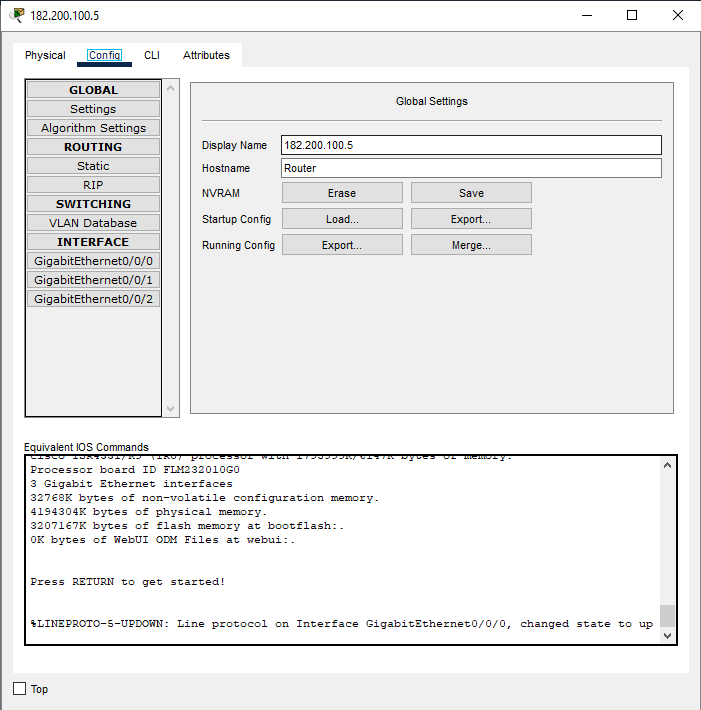 182.200.100.5
Physical Config CLI Attributes
GLOBAL
Settings
Algorithm Settings
ROUTING
Static
RIP
SWITCHING
VLAN Database
INTERFACE
GigabitEthernet0/0/0
GigabitEthernet0/0/1
GigabitEthernet0/0/2
Global Settings
Display Name 182.200.100.5
Hostname Router
NVRAM Erase Save
Startup Config Load... Export...
Running Config Export... Merge...
Equivalent IOS Commands
processor with bytes of memory.
Processor board ID FLM232010G0
3 Gigabit Ethernet interfaces
32768K bytes of non-volatile configuration memory.
4194304K bytes of physical memory.
3207167K bytes of flash memory at bootflash:.
0K bytes of WebUI ODM Files at webui:.
Press RETURN to get started!
%LINEPROTO-5-UPDOWN: Line protocol on Interface GigabitEthernet0/0/0, changed state to up
Top